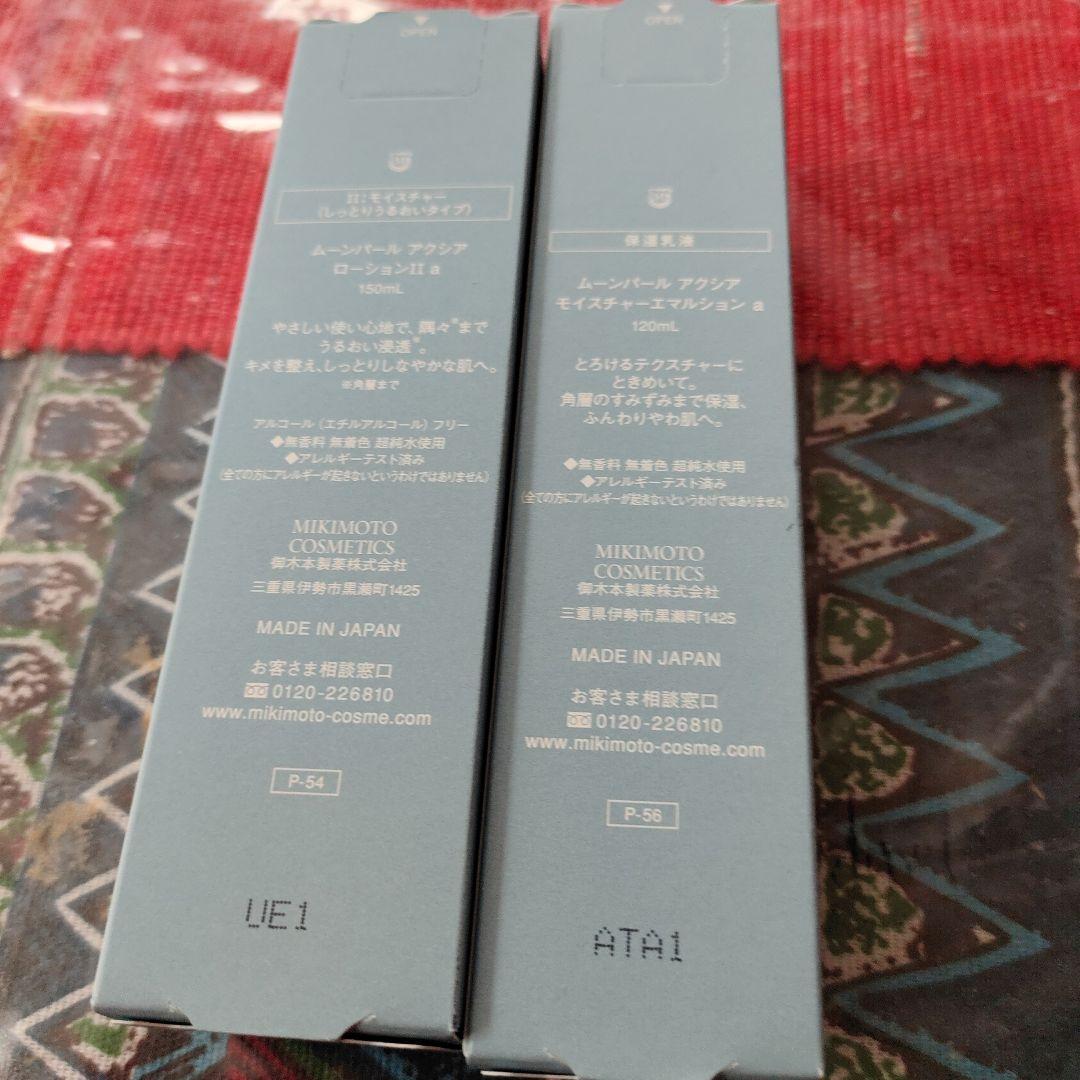 OPEN
II:モイスチャー
(しっとりうるおいタイプ)
ムーンパール アクシア
ローションII a
150mL
やさしい使い心地で、隅々※まで
うるおい浸透※。
キメを整え、しっとりしなやかな肌へ。
※角層まで
アルコール(エチルアルコール)フリー
◆無香料 無着色 超純水使用
◆アレルギーテスト済み
(全ての方にアレルギーが起きないというわけではありません)
MIKIMOTO
COSMETICS
御木本製薬株式会社
三重県伊勢市黒瀬町1425
MADE IN JAPAN
お客さま相談窓口
0120-226810
www.mikimoto-cosme.com
P-54
UE1
OPEN
保湿乳液
ムーンパール アクシア
モイスチャーエマルション a
120mL
とろけるテクスチャーに
ときめいて。
角層のすみずみまで保湿、
ふんわりやわ肌へ。
◆無香料 無着色 超純水使用
◆アレルギーテスト済み
(全ての方にアレルギーが起きないというわけではありません)
MIKIMOTO
COSMETICS
御木本製薬株式会社
三重県伊勢市黒瀬町1425
MADE IN JAPAN
お客さま相談窓口
0120-226810
www.mikimoto-cosme.com
P-56
ATA1